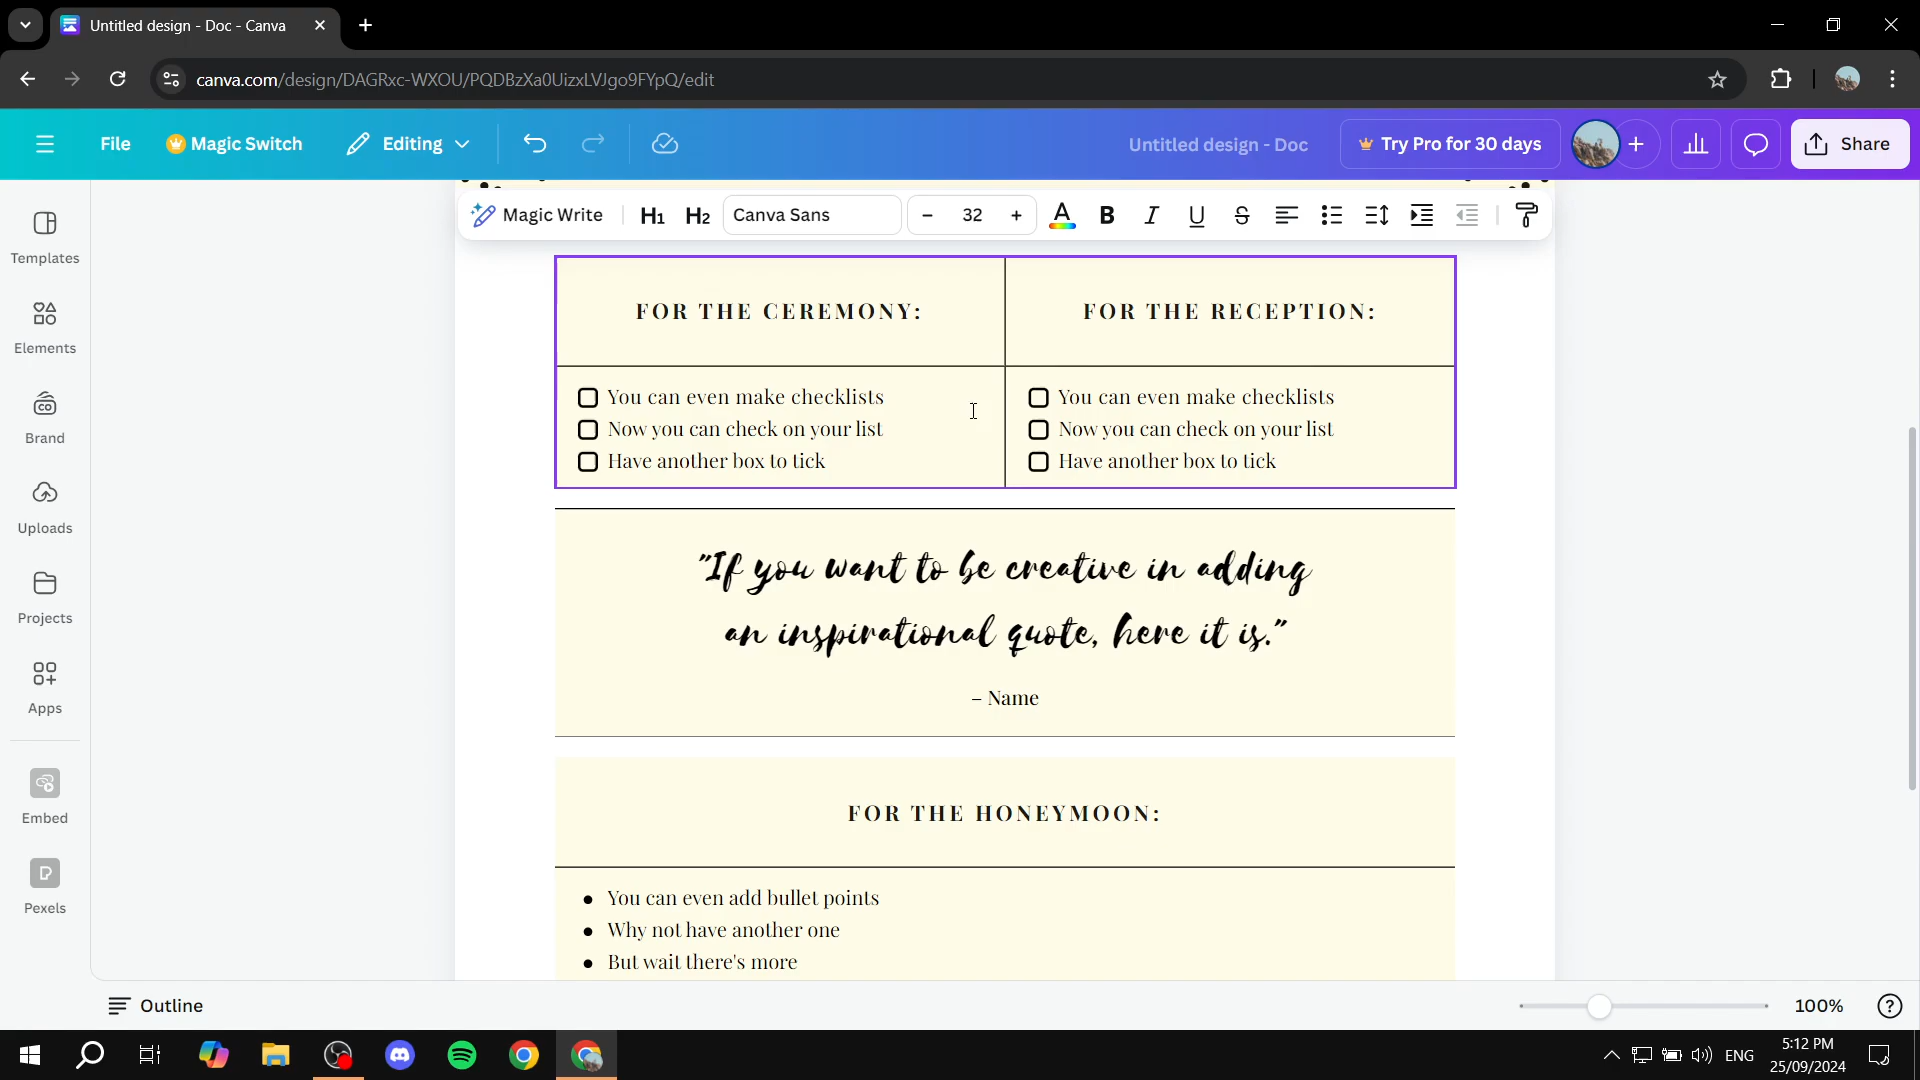 Untitled design - Doc - Canva
canva.com/design/DAGRxc-WXOU/PQDBzXa0UizxLVJgo9FYpQ/edit
File
Magic Switch
Editing
Untitled design - Doc
Try Pro for 30 days
Share
Magic Write
H1
H2
Canva Sans
– 32 +
A
B
I
U
S
Templates
Elements
Brand
Uploads
Projects
Apps
Embed
Pexels
FOR THE CEREMONY:
FOR THE RECEPTION:
You can even make checklists
Now you can check on your list
Have another box to tick
You can even make checklists
Now you can check on your list
Have another box to tick
"If you want to be creative in adding
an inspirational quote, here it is."
– Name
FOR THE HONEYMOON:
You can even add bullet points
Why not have another one
But wait there's more
Outline
100%
ENG
5:12 PM
25/09/2024